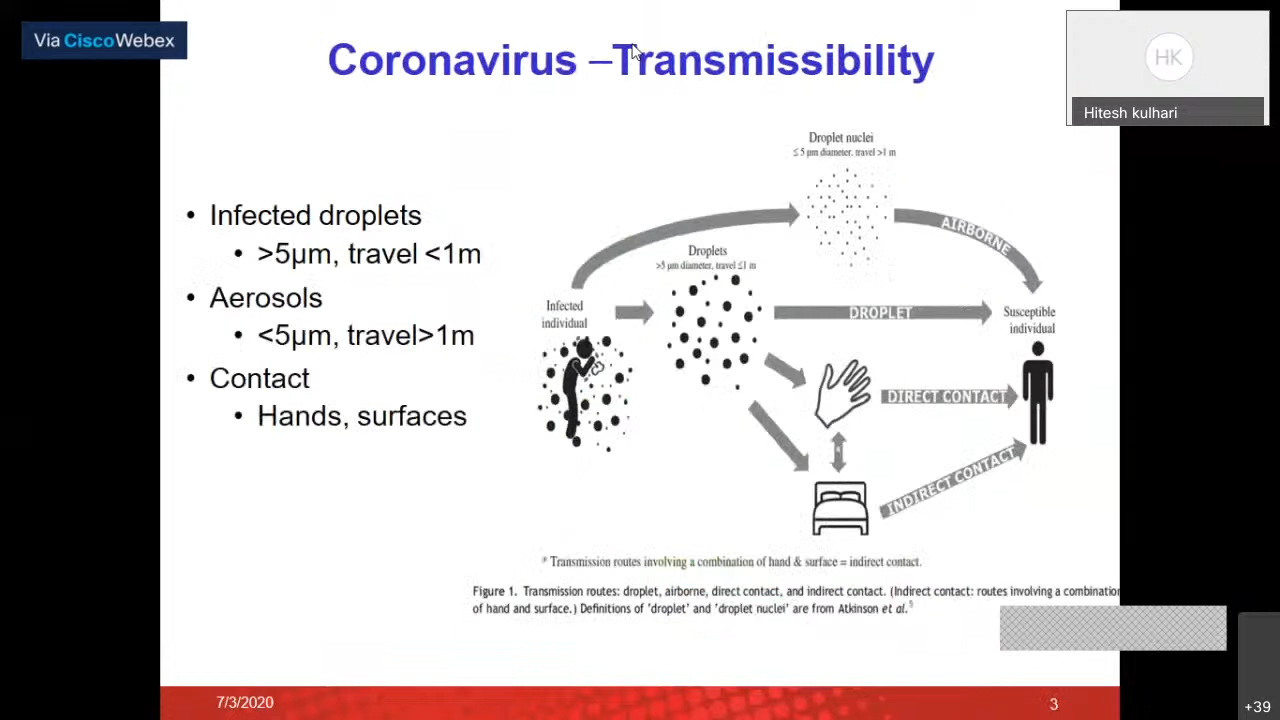 Via CiscoWebex
Coronavirus –Transmissibility
HK
Hitesh kulhari
• Infected droplets
• >5µm, travel <1m
• Aerosols
• <5µm, travel>1m
• Contact
• Hands, surfaces
Droplet nuclei
≤ 5 µm diameter, travel >1 m
AIRBORNE
Droplets
>5 µm diameter, travel ≤1 m
Infected
individual
DROPLET
Susceptible
individual
DIRECT CONTACT
INDIRECT CONTACT
* Transmission routes involving a combination of hand & surface = indirect contact.
Figure 1. Transmission routes: droplet, airborne, direct contact, and indirect contact. (Indirect contact: routes involving a combination
of hand and surface.) Definitions of 'droplet' and 'droplet nuclei' are from Atkinson et al.
7/3/2020
3
+39